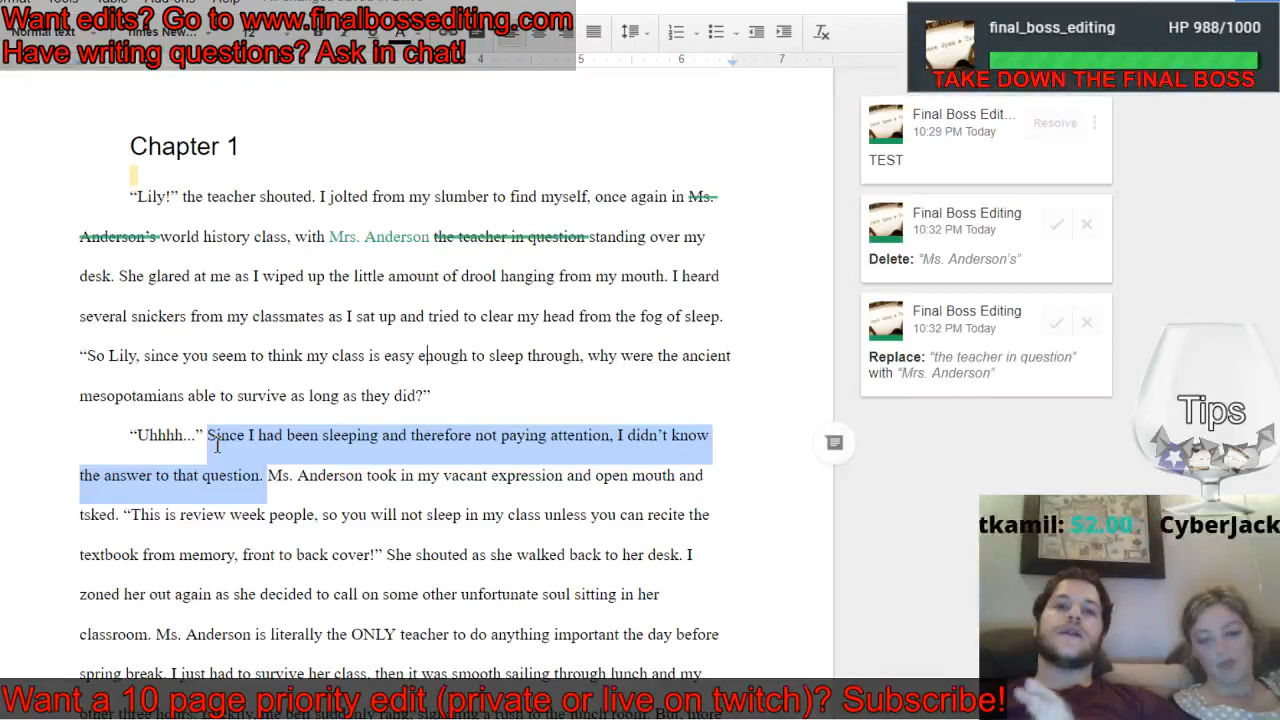 Want edits? Go to www.finalbossediting.com
Have writing questions? Ask in chat!
4
5
6
7
final_boss_editing HP 988/1000
TAKE DOWN THE FINAL BOSS
Final Boss Edit...
10:29 PM Today
Resolve
TEST
Final Boss Editing
10:32 PM Today
Delete: “Ms. Anderson’s”
Final Boss Editing
10:32 PM Today
Replace: “the teacher in question”
with “Mrs. Anderson”
Chapter 1
“Lily!” the teacher shouted. I jolted from my slumber to find myself, once again in Ms.
Anderson’s world history class, with Mrs. Anderson the teacher in question standing over my
desk. She glared at me as I wiped up the little amount of drool hanging from my mouth. I heard
several snickers from my classmates as I sat up and tried to clear my head from the fog of sleep.
“So Lily, since you seem to think my class is easy enough to sleep through, why were the ancient
mesopotamians able to survive as long as they did?”
“Uhhhh...” Since I had been sleeping and therefore not paying attention, I didn’t know
the answer to that question. Ms. Anderson took in my vacant expression and open mouth and
tsked. “This is review week people, so you will not sleep in my class unless you can recite the
textbook from memory, front to back cover!” She shouted as she walked back to her desk. I
zoned her out again as she decided to call on some other unfortunate soul sitting in her
classroom. Ms. Anderson is literally the ONLY teacher to do anything important the day before
spring break. I just had to survive her class, then it was smooth sailing through lunch and my
Tips
tkamil: $2.00 CyberJack
Want a 10 page priority edit (private or live on twitch)? Subscribe!